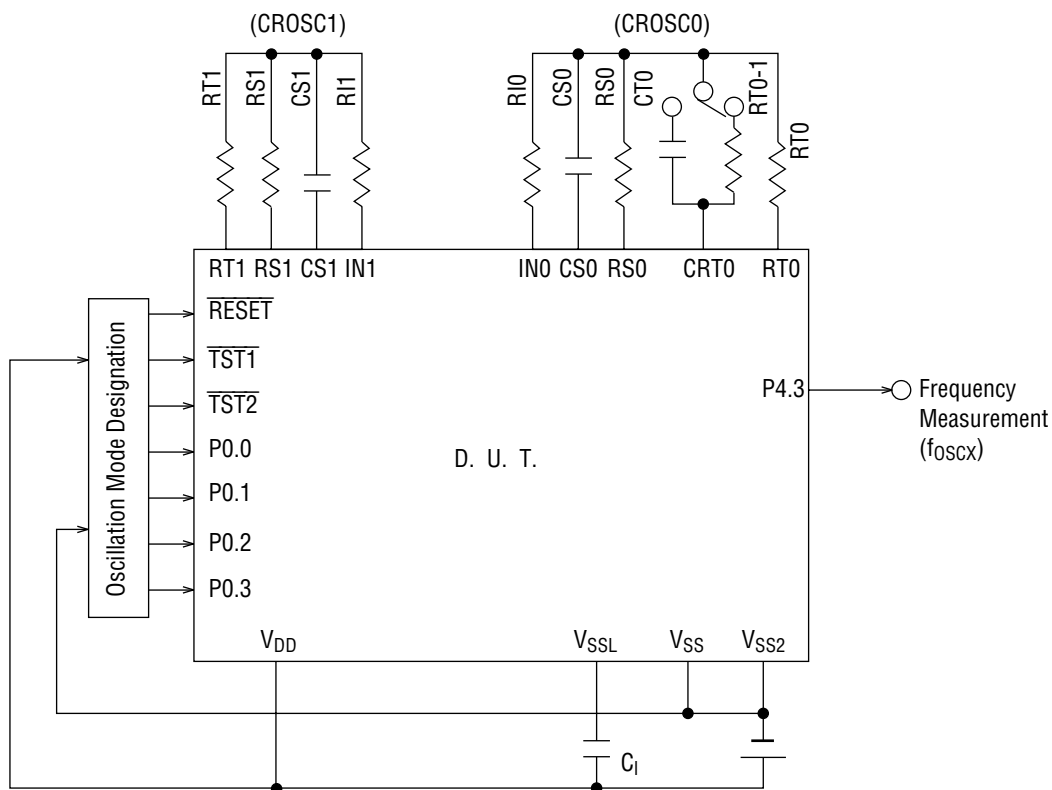 (CROSC1)
(CROSC0)
RT1
RS1
CS1
RI1
RI0
CS0
RS0
CT0
RT0-1
RT0
RT1 RS1 CS1 IN1
IN0 CS0 RS0 CRT0 RT0
Oscillation Mode Designation
RESET
TST1
TST2
P0.0
P0.1
P0.2
P0.3
D. U. T.
P4.3
Frequency
Measurement
(fOSCX)
VDD
VSSL
VSS
VSS2
CI